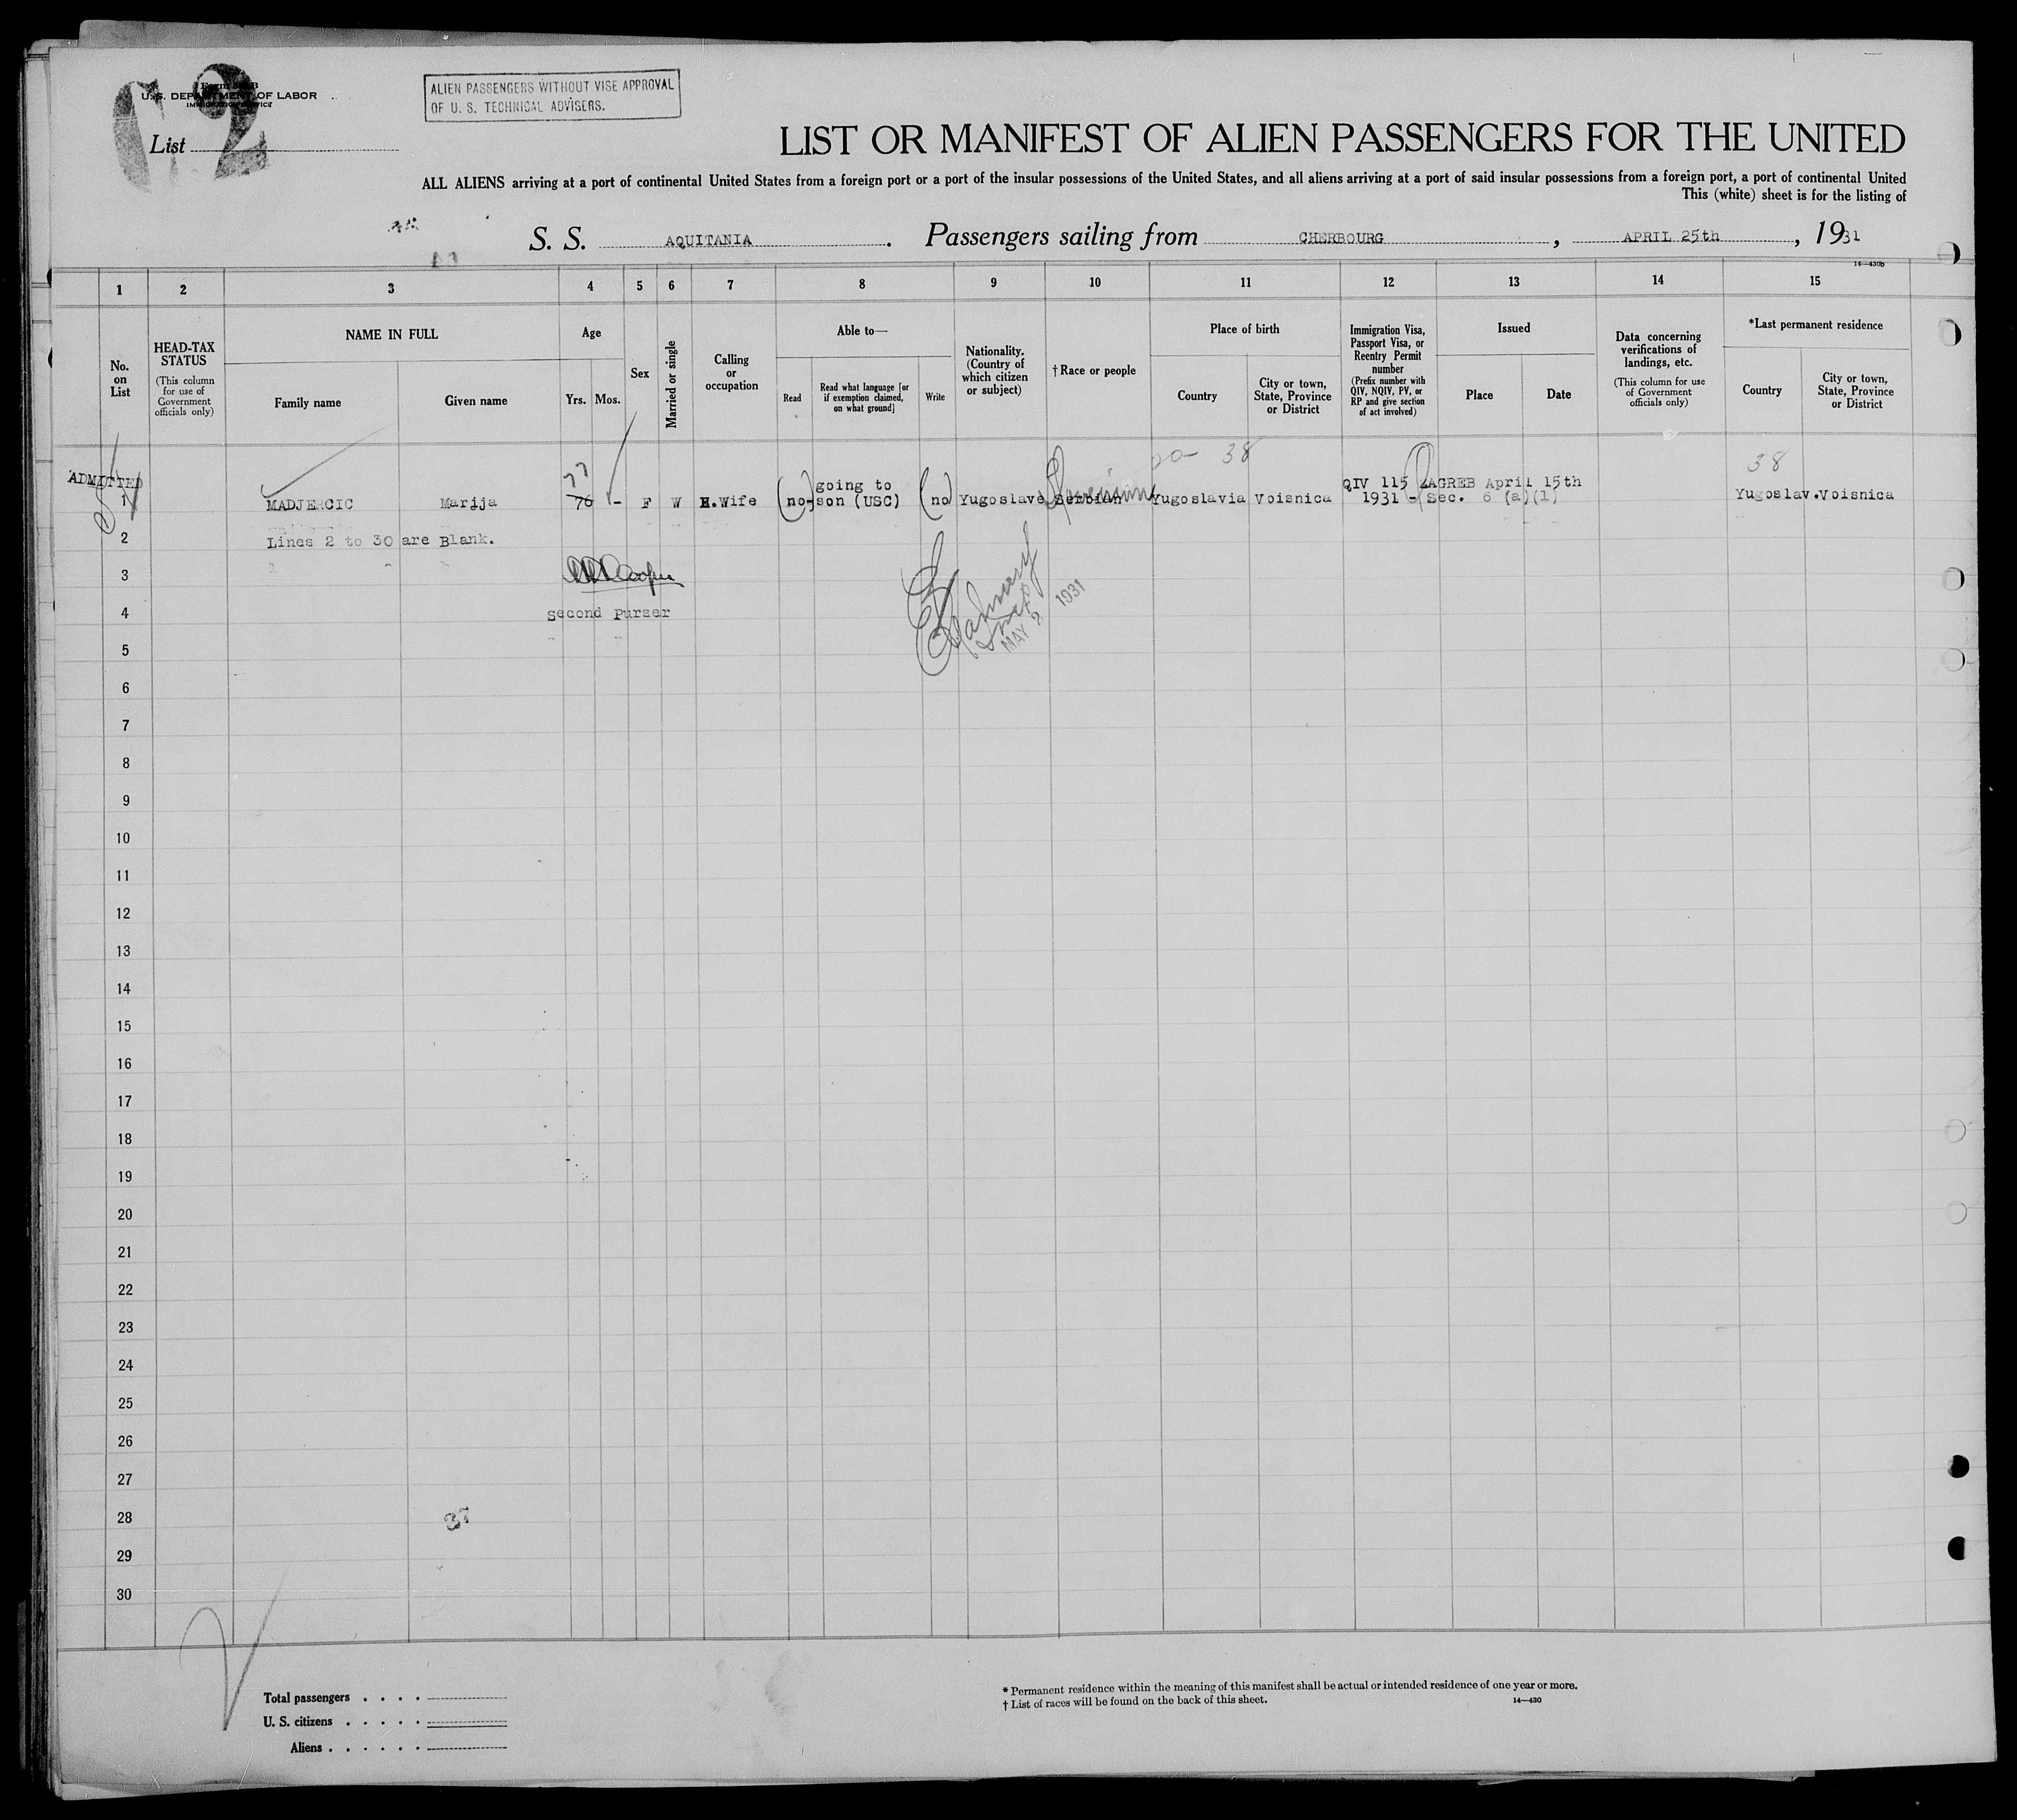 U. S. DEPARTMENT OF LABOR
IMMIGRATION SERVICE
List
2
ALIEN PASSENGERS WITHOUT VISE APPROVAL
OF U. S. TECHNICAL ADVISERS.
LIST OR MANIFEST OF ALIEN PASSENGERS FOR THE UNITED
ALL ALIENS arriving at a port of continental United States from a foreign port or a port of the insular possessions of the United States, and all aliens arriving at a port of said insular possessions from a foreign port, a port of continental United
This (white) sheet is for the listing of
S. S. AQUITANIA. Passengers sailing from CHERBOURG, APRIL 25th, 1931
14—430b
1 2 3 4 5 6 7 8 9 10 11 12 13 14 15
No. on List
HEAD-TAX STATUS
(This column for use of Government officials only)
NAME IN FULL
Family name
Given name
Age
Yrs.
Mos.
Sex
Married or single
Calling or occupation
Able to—
Read
Read what language [or if exemption claimed, on what ground]
Write
Nationality. (Country of which citizen or subject)
†Race or people
Place of birth
Country
City or town, State, Province or District
Immigration Visa, Passport Visa, or Reentry Permit number
(Prefix number with QIV, NQIV, PV, or RP and give section of act involved)
Issued
Place
Date
Data concerning verifications of landings, etc.
(This column for use of Government officials only)
*Last permanent residence
Country
City or town, State, Province or District
38
38
ADMITTED
77
going to
QIV 115 ZAGREB April 15th
1 MADJERCIC Marija 76 - F W H.Wife no- son (USC) no Yugoslave Serbian Yugoslavia Voisnica 1931 - Sec. 6 (a)(1) Yugoslav. Voisnica
2 Lines 2 to 30 are Blank.
3
Cooper
4 Second Purser
MAY 2 1931
5
6
7
8
9
10
11
12
13
14
15
16
17
18
19
20
21
22
23
24
25
26
27
28
37
29
30
Total passengers . . . .
U. S. citizens . . . . .
Aliens . . . . . .
* Permanent residence within the meaning of this manifest shall be actual or intended residence of one year or more.
† List of races will be found on the back of this sheet.
14—430